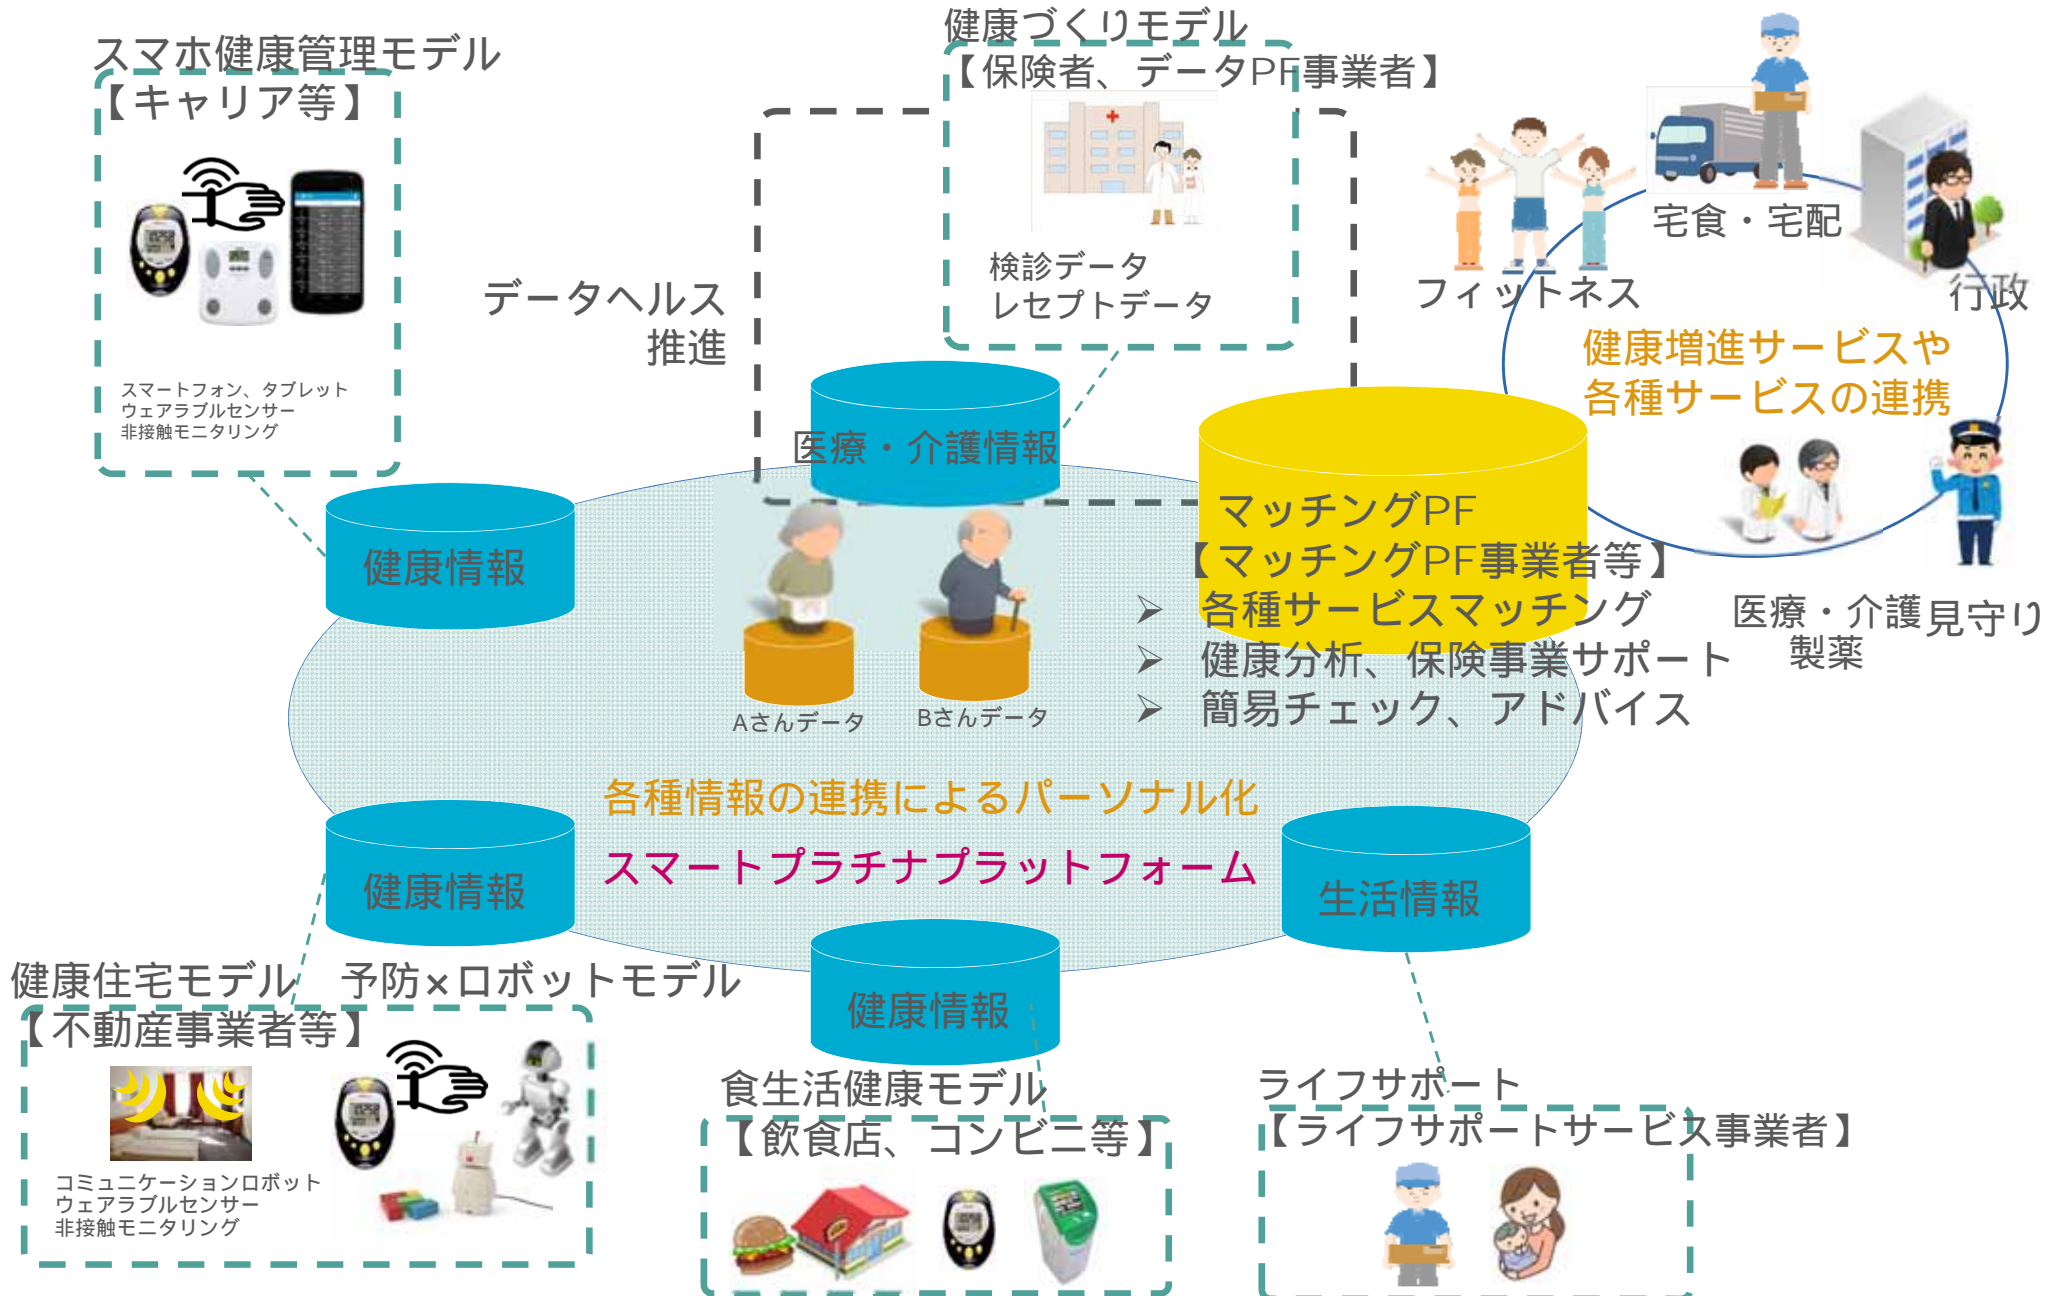 スマホ健康管理モデル
【キャリア等】
スマートフォン、タブレット
ウェアラブルセンサー
非接触モニタリング
健康づくりモデル
【保険者、データPF事業者】
検診データ
レセプトデータ
データヘルス
推進
フィットネス
宅食・宅配
行政
健康増進サービスや
各種サービスの連携
医療・介護
製薬
見守り
医療・介護情報
健康情報
マッチングPF
【マッチングPF事業者等】
➢ 各種サービスマッチング
➢ 健康分析、保険事業サポート
➢ 簡易チェック、アドバイス
Aさんデータ
Bさんデータ
各種情報の連携によるパーソナル化
スマートプラチナプラットフォーム
健康情報
生活情報
健康情報
健康住宅モデル 予防×ロボットモデル
【不動産事業者等】
コミュニケーションロボット
ウェアラブルセンサー
非接触モニタリング
食生活健康モデル
【飲食店、コンビニ等】
ライフサポート
【ライフサポートサービス事業者】